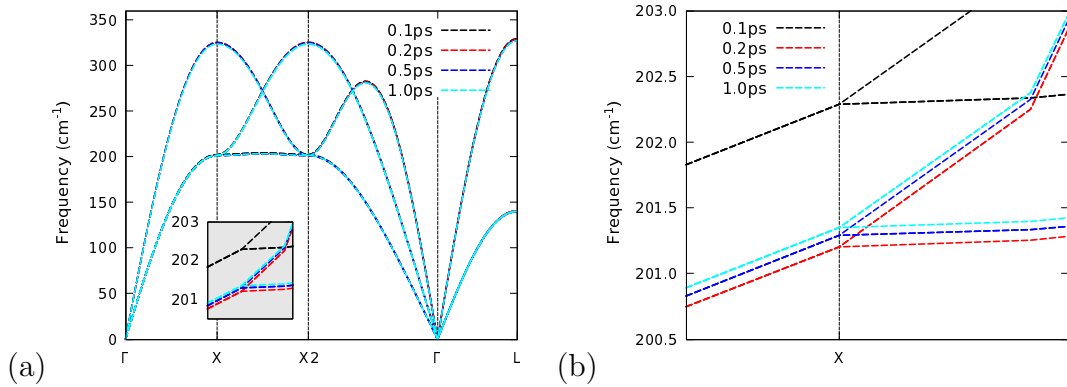 350
300
250
200
150
100
50
0
Frequency (cm⁻¹)
0.1ps
0.2ps
0.5ps
1.0ps
203
202
201
Γ X X2 Γ L
(a)
203.0
202.5
202.0
201.5
201.0
200.5
Frequency (cm⁻¹)
0.1ps
0.2ps
0.5ps
1.0ps
X
(b)